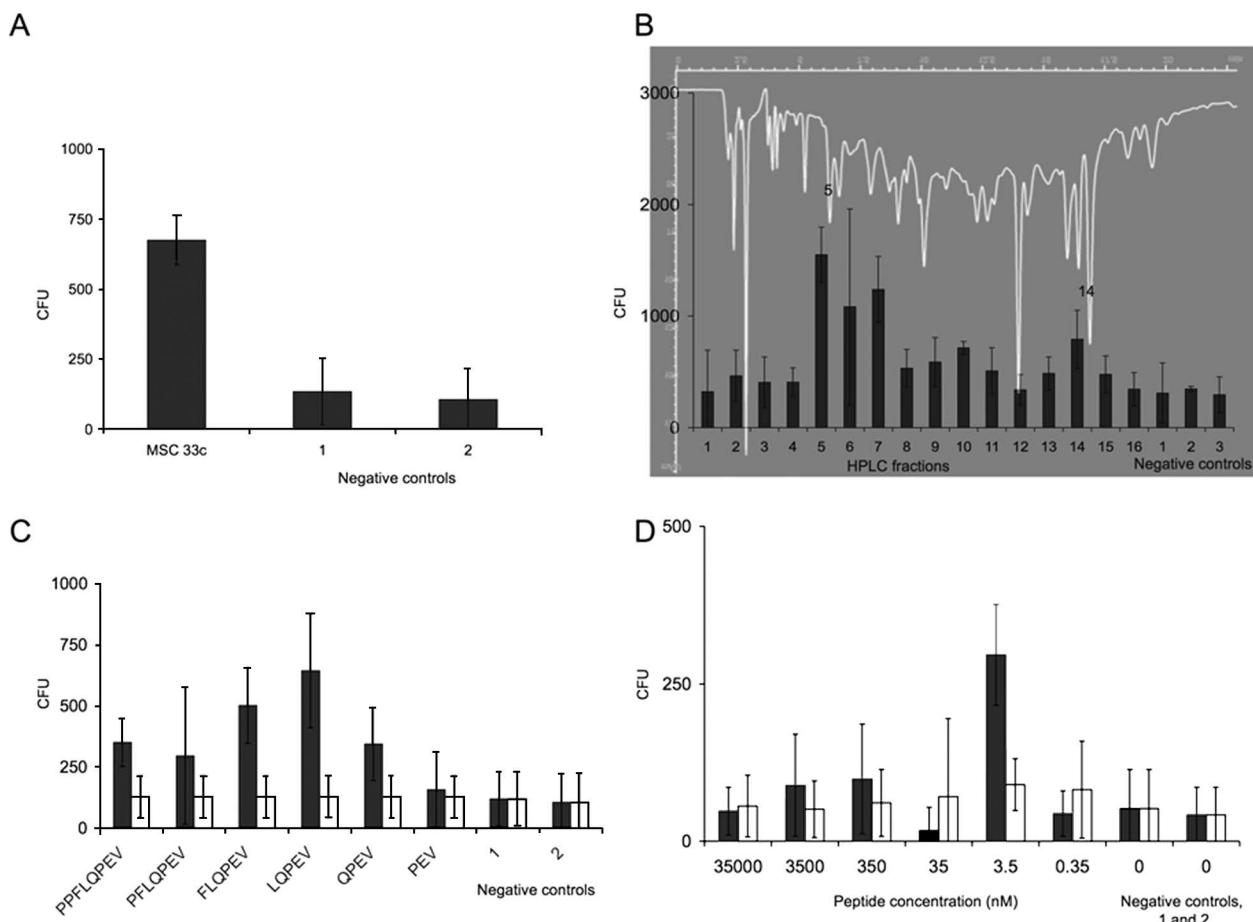 A
1000
750
500
250
0
CFU
MSC 33c 1 2
Negative controls
B
3000
2000
1000
0
CFU
5
14
1 2 3 4 5 6 7 8 9 10 11 12 13 14 15 16 1 2 3
HPLC fractions Negative controls
C
1000
750
500
250
0
CFU
PPFLQPEV PFLQPEV FLQPEV LQPEV QPEV PEV 1 2
Negative controls
D
500
250
0
CFU
35000 3500 350 35 3.5 0.35 0 0
Peptide concentration (nM) Negative controls,
1 and 2